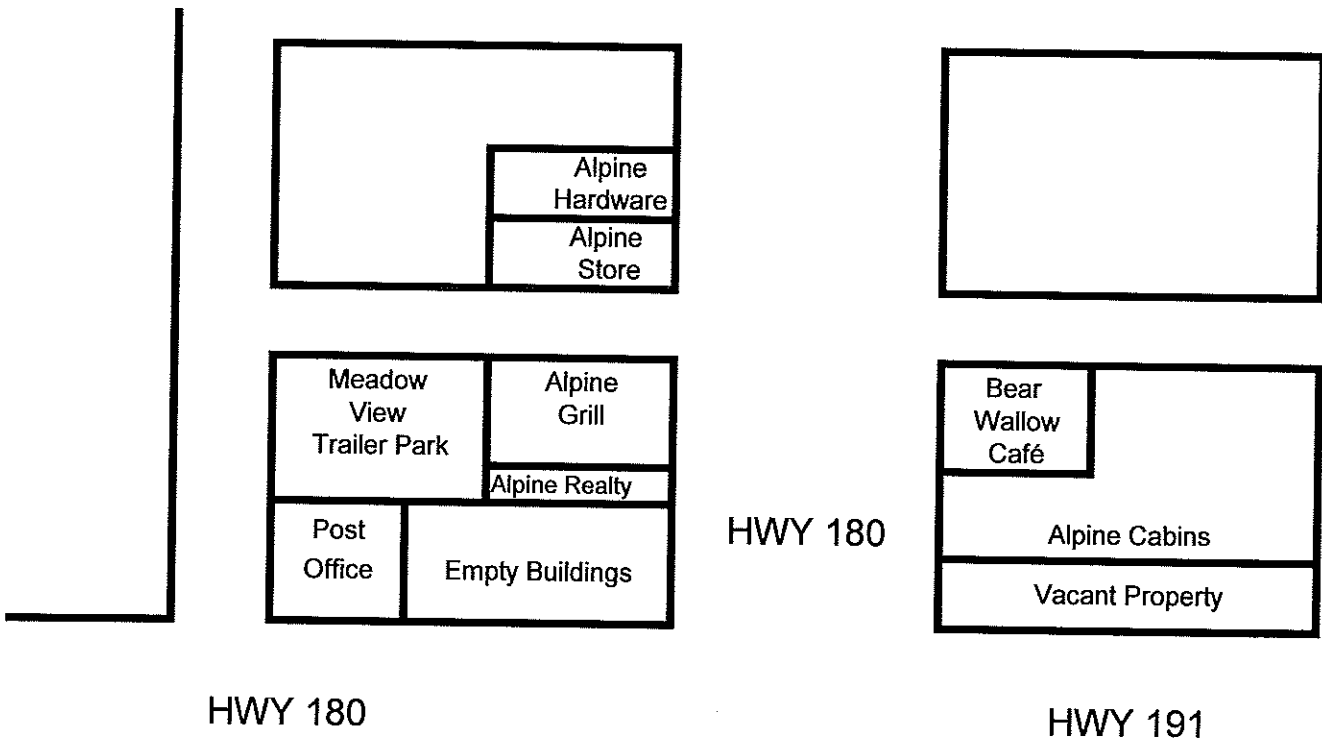 Alpine
Hardware
Alpine
Store
Meadow
View
Trailer Park
Alpine
Grill
Alpine Realty
Post
Office
Empty Buildings
HWY 180
Bear
Wallow
Café
Alpine Cabins
Vacant Property
HWY 180
HWY 191